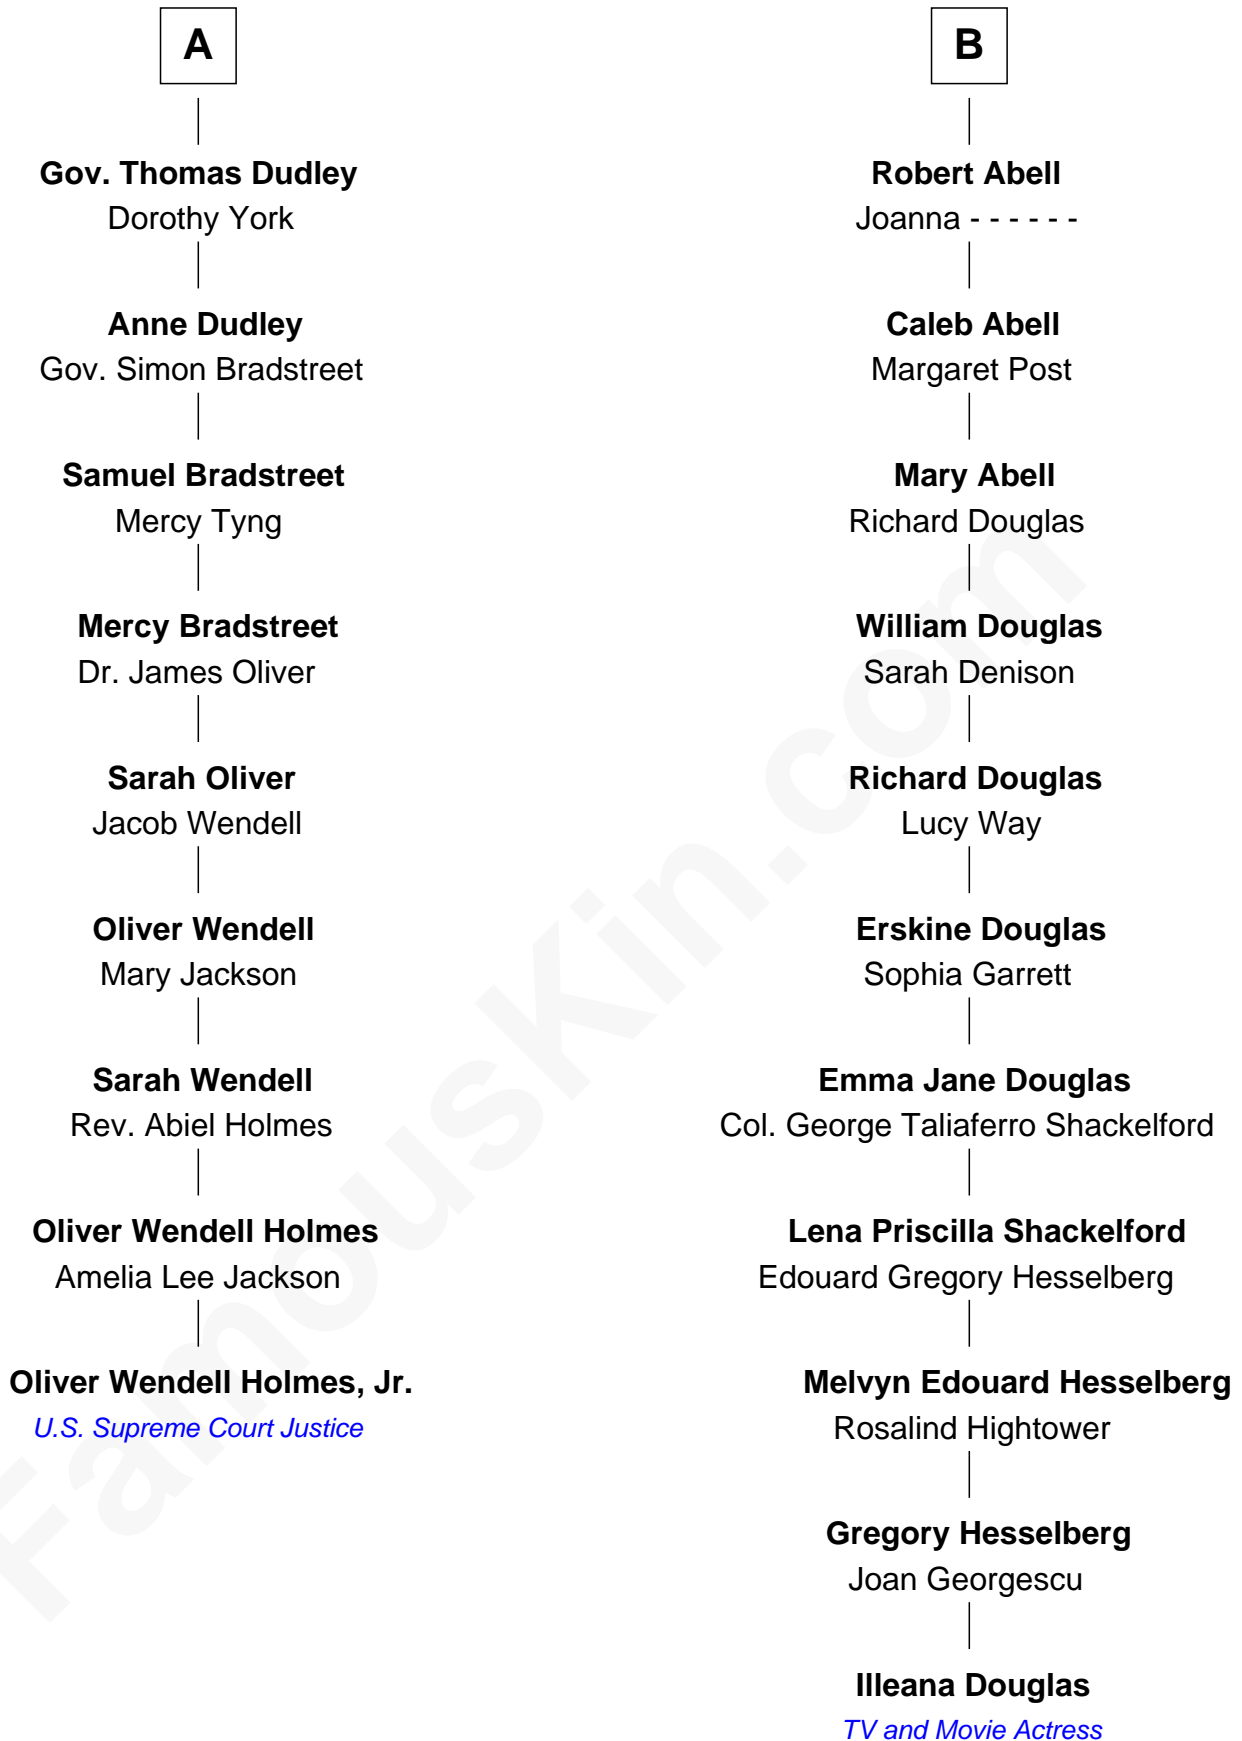 A
Gov. Thomas Dudley
Dorothy York
Anne Dudley
Gov. Simon Bradstreet
Samuel Bradstreet
Mercy Tyng
Mercy Bradstreet
Dr. James Oliver
Sarah Oliver
Jacob Wendell
Oliver Wendell
Mary Jackson
Sarah Wendell
Rev. Abiel Holmes
Oliver Wendell Holmes
Amelia Lee Jackson
Oliver Wendell Holmes, Jr.
U.S. Supreme Court Justice
B
Robert Abell
Joanna - - - - - -
Caleb Abell
Margaret Post
Mary Abell
Richard Douglas
William Douglas
Sarah Denison
Richard Douglas
Lucy Way
Erskine Douglas
Sophia Garrett
Emma Jane Douglas
Col. George Taliaferro Shackelford
Lena Priscilla Shackelford
Edouard Gregory Hesselberg
Melvyn Edouard Hesselberg
Rosalind Hightower
Gregory Hesselberg
Joan Georgescu
Illeana Douglas
TV and Movie Actress
FamousKin.com